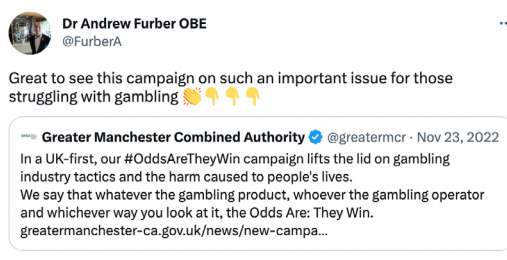 Dr Andrew Furber OBE
@FurberA
Great to see this campaign on such an important issue for those
struggling with gambling 👏👇👇👇
Greater Manchester Combined Authority @greatermcr · Nov 23, 2022
In a UK-first, our #OddsAreTheyWin campaign lifts the lid on gambling
industry tactics and the harm caused to people's lives.
We say that whatever the gambling product, whoever the gambling operator
and whichever way you look at it, the Odds Are: They Win.
greatermanchester-ca.gov.uk/news/new-campa...